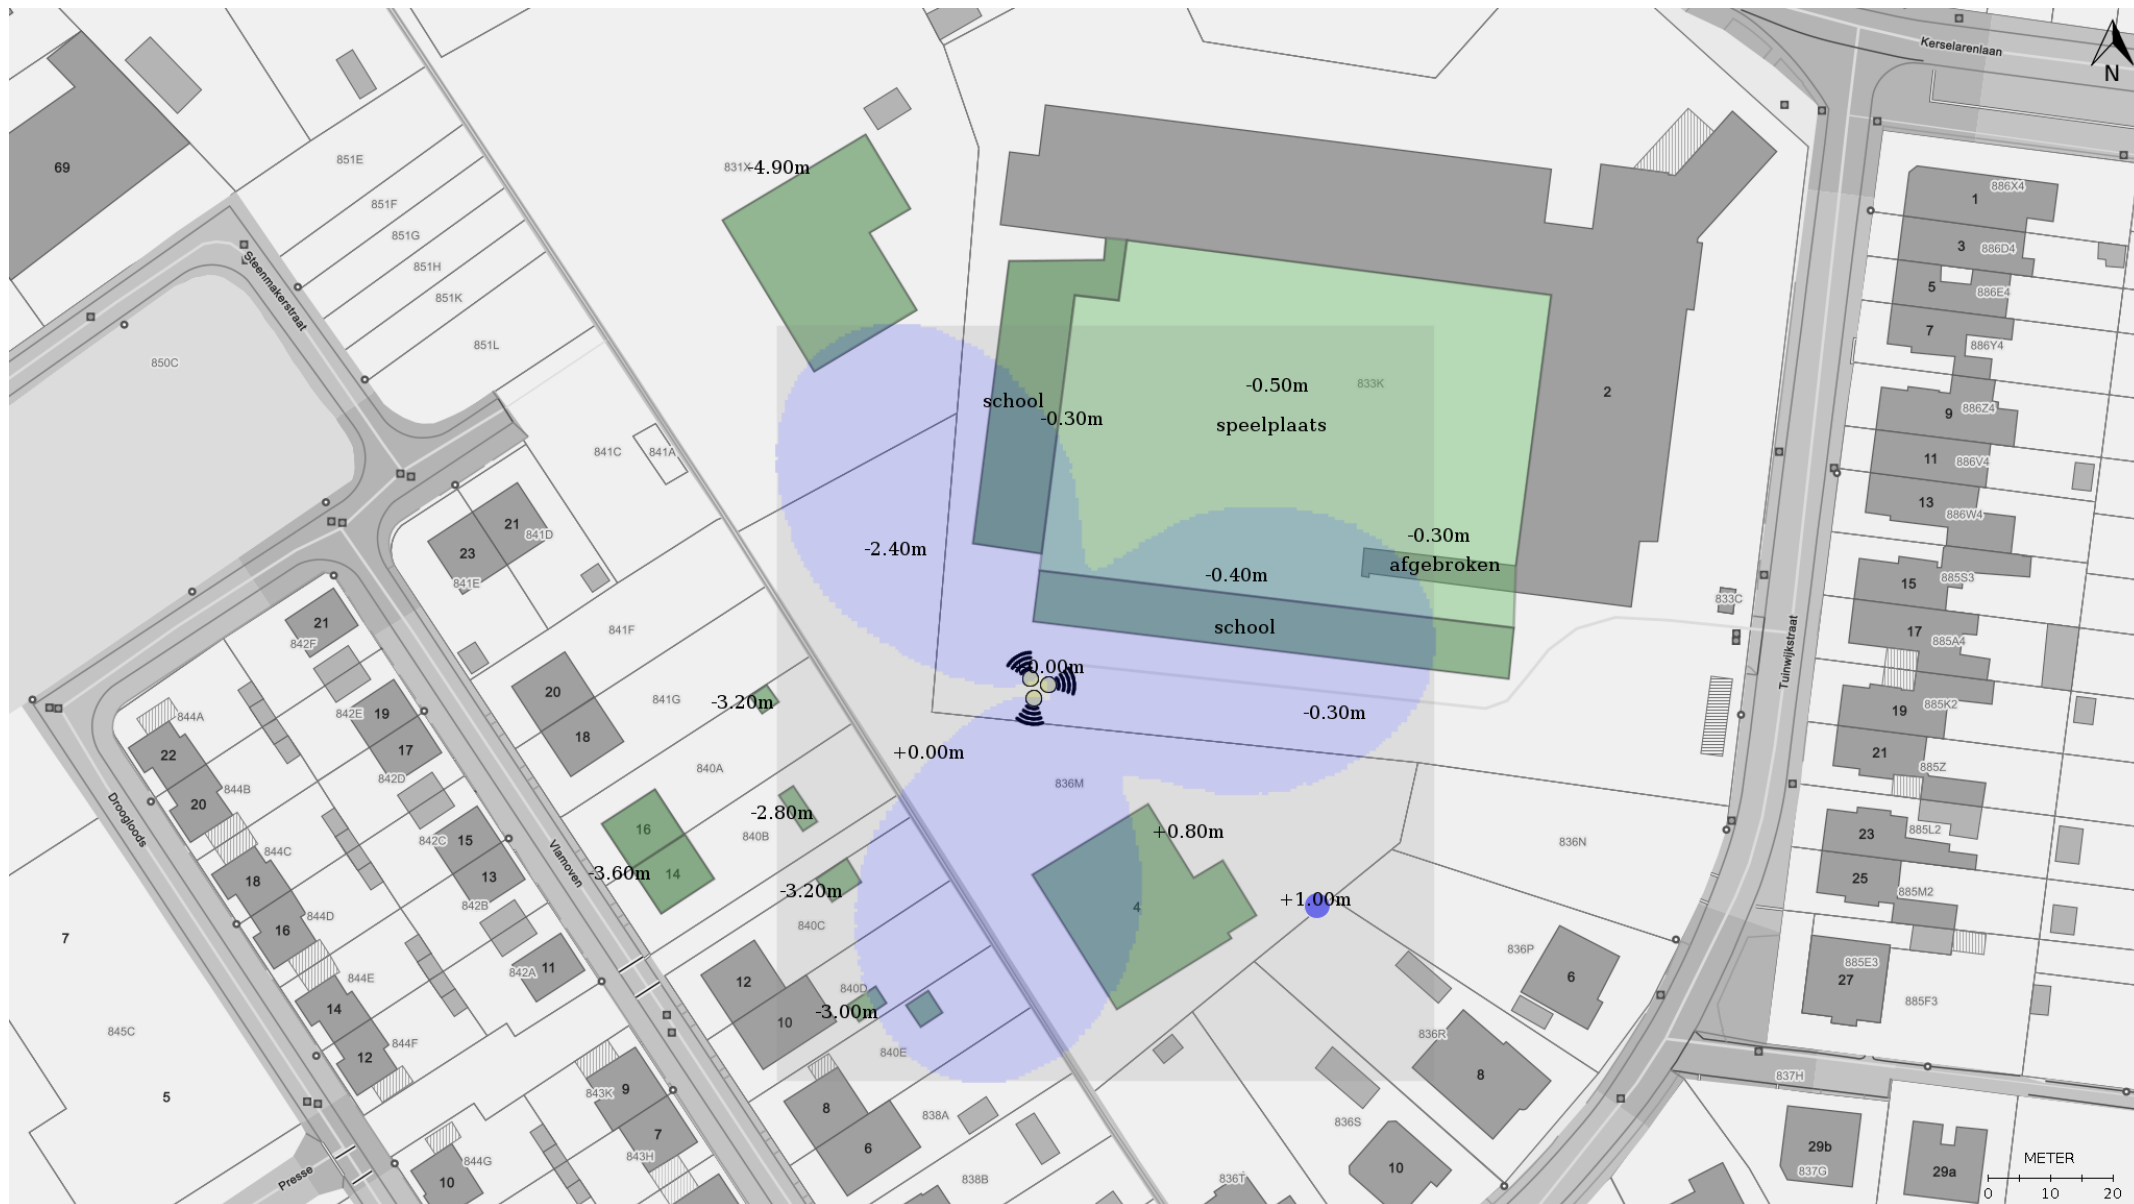 Kerselarenlaan
N
69
851E
831X
-4.90m
886X4
1
851F
3
886D4
851G
Steenmakerstraat
851H
5
886E4
851K
7
886Y4
851L
850C
-0.50m
833K
2
school
-0.30m
9
886Z4
speelplaats
841C
841A
11
886V4
13
886W4
21
841D
23
-2.40m
-0.30m
841E
afgebroken
-0.40m
15
885S3
833C
21
842F
841F
school
17
885A4
Tuinwijkstraat
+0.00m
20
841G
-3.20m
-0.30m
19
885K2
842E
19
844A
18
17
+0.00m
21
885Z
22
840A
842D
836M
844B
20
-2.80m
16
+0.80m
23
885L2
Droogloods
842C
15
840B
836N
844C
Vlamoven
-3.60m
14
13
25
18
-3.20m
885M2
842B
+1.00m
4
844D
16
840C
7
836P
885E3
842A
11
6
27
844E
12
840D
885F3
14
-3.00m
10
845C
836R
844F
12
840E
8
837H
9
843K
5
8
838A
836S
7
6
29b
843H
10
837G
29a
METER
844G
Presse
10
838B
836T
0 10 20